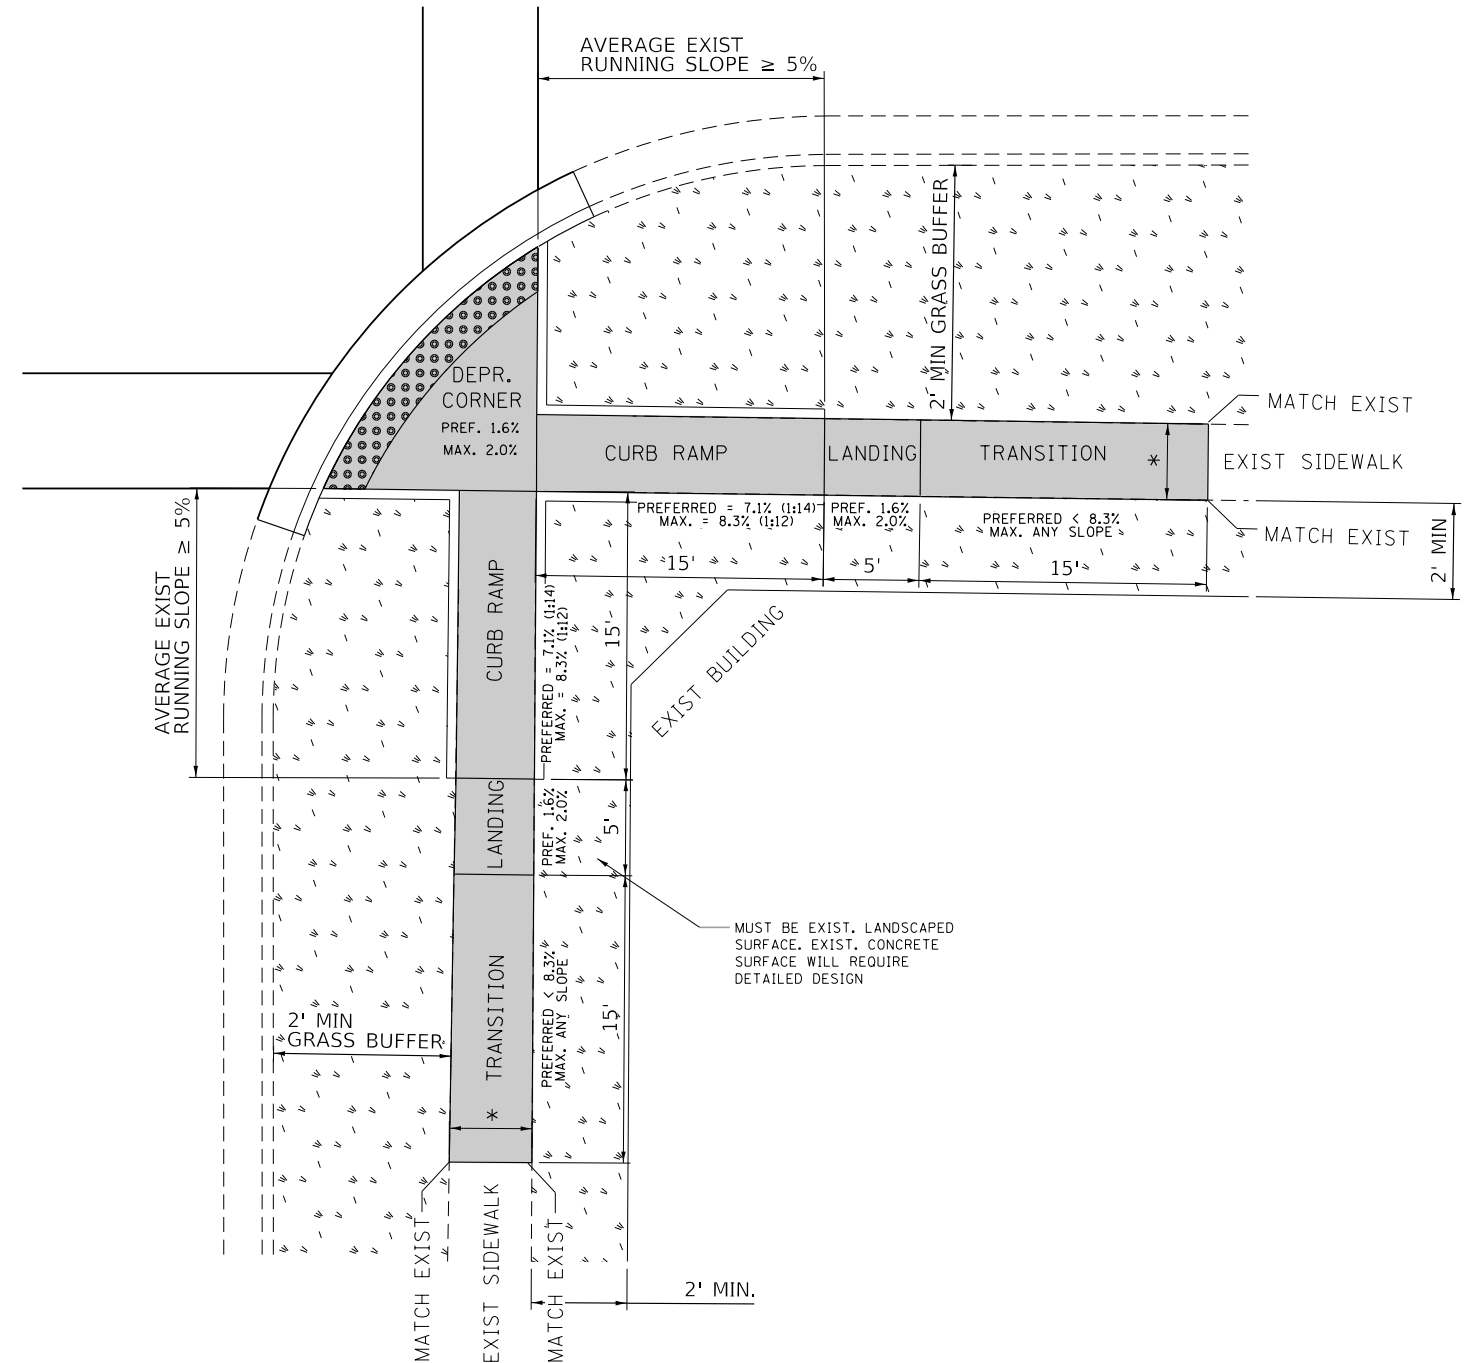 AVERAGE EXIST
RUNNING SLOPE ≥ 5%
2' MIN GRASS BUFFER
DEPR.
CORNER
PREF. 1.6%
MAX. 2.0%
CURB RAMP
LANDING
TRANSITION
*
MATCH EXIST
EXIST SIDEWALK
MATCH EXIST
PREFERRED = 7.1% (1:14)
MAX. = 8.3% (1:12)
PREF. 1.6%
MAX. 2.0%
PREFERRED < 8.3%
MAX. ANY SLOPE
15'
5'
15'
2' MIN
AVERAGE EXIST
RUNNING SLOPE ≥ 5%
CURB RAMP
PREFERRED = 7.1% (1:14)
MAX. = 8.3% (1:12)
15'
EXIST BUILDING
LANDING
PREF. 1.6%
MAX. 2.0%
5'
MUST BE EXIST. LANDSCAPED
SURFACE. EXIST. CONCRETE
SURFACE WILL REQUIRE
DETAILED DESIGN
TRANSITION
PREFERRED < 8.3%
MAX. ANY SLOPE
15'
2' MIN
GRASS BUFFER
*
MATCH EXIST
EXIST SIDEWALK
MATCH EXIST
2' MIN.